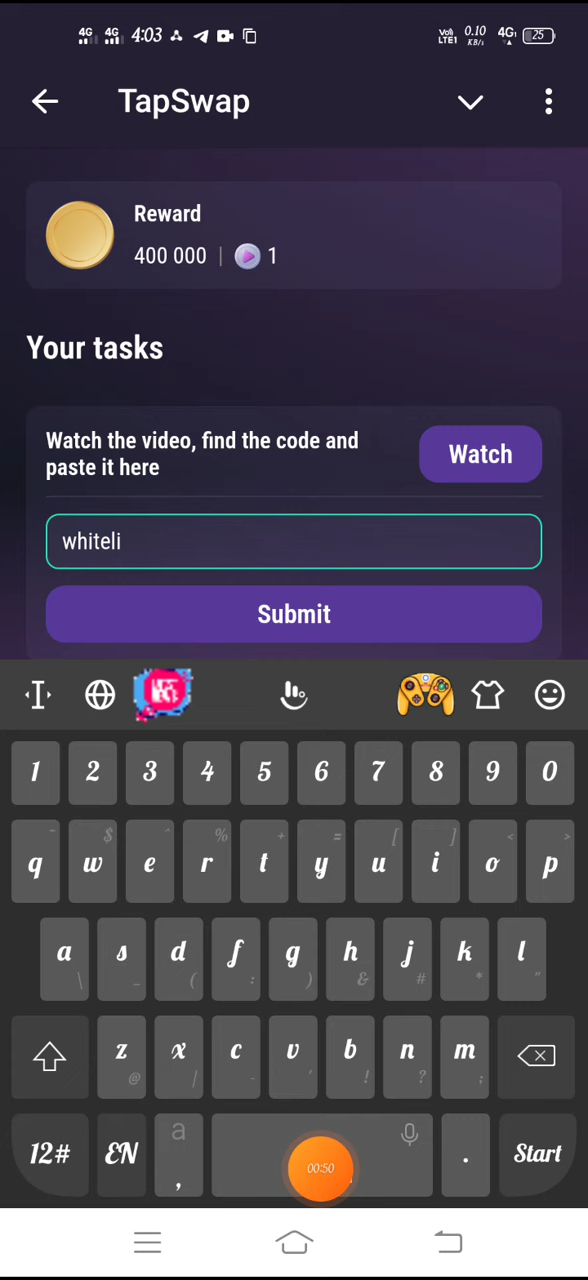 4G 4G 4:03 VoD LTE1 0.10 KB/s 4G 25
TapSwap
Reward
400 000 | 1
Your tasks
Watch the video, find the code and
paste it here
Watch
whiteli
Submit
1 2 3 4 5 6 7 8 9 0
q w e r t y u i o p
a s d f g h j k l
z x c v b n m
12# EN , . Start
00:50